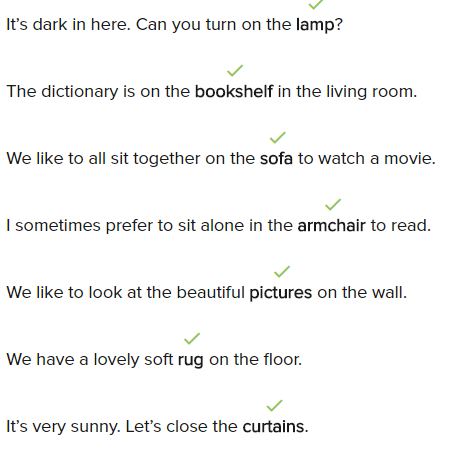 It’s dark in here. Can you turn on the lamp?
The dictionary is on the bookshelf in the living room.
We like to all sit together on the sofa to watch a movie.
I sometimes prefer to sit alone in the armchair to read.
We like to look at the beautiful pictures on the wall.
We have a lovely soft rug on the floor.
It’s very sunny. Let’s close the curtains.